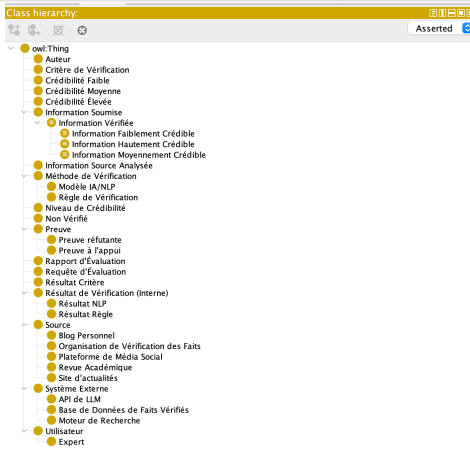 Class hierarchy:
Asserted
owl:Thing
Auteur
Critère de Vérification
Crédibilité Faible
Crédibilité Moyenne
Crédibilité Élevée
Information Soumise
Information Vérifiée
Information Faiblement Crédible
Information Hautement Crédible
Information Moyennement Crédible
Information Source Analysée
Méthode de Vérification
Modèle IA/NLP
Règle de Vérification
Niveau de Crédibilité
Non Vérifié
Preuve
Preuve réfutante
Preuve à l'appui
Rapport d'Évaluation
Requête d'Évaluation
Résultat Critère
Résultat de Vérification (Interne)
Résultat NLP
Résultat Règle
Source
Blog Personnel
Organisation de Vérification des Faits
Plateforme de Média Social
Revue Académique
Site d'actualités
Système Externe
API de LLM
Base de Données de Faits Vérifiés
Moteur de Recherche
Utilisateur
Expert